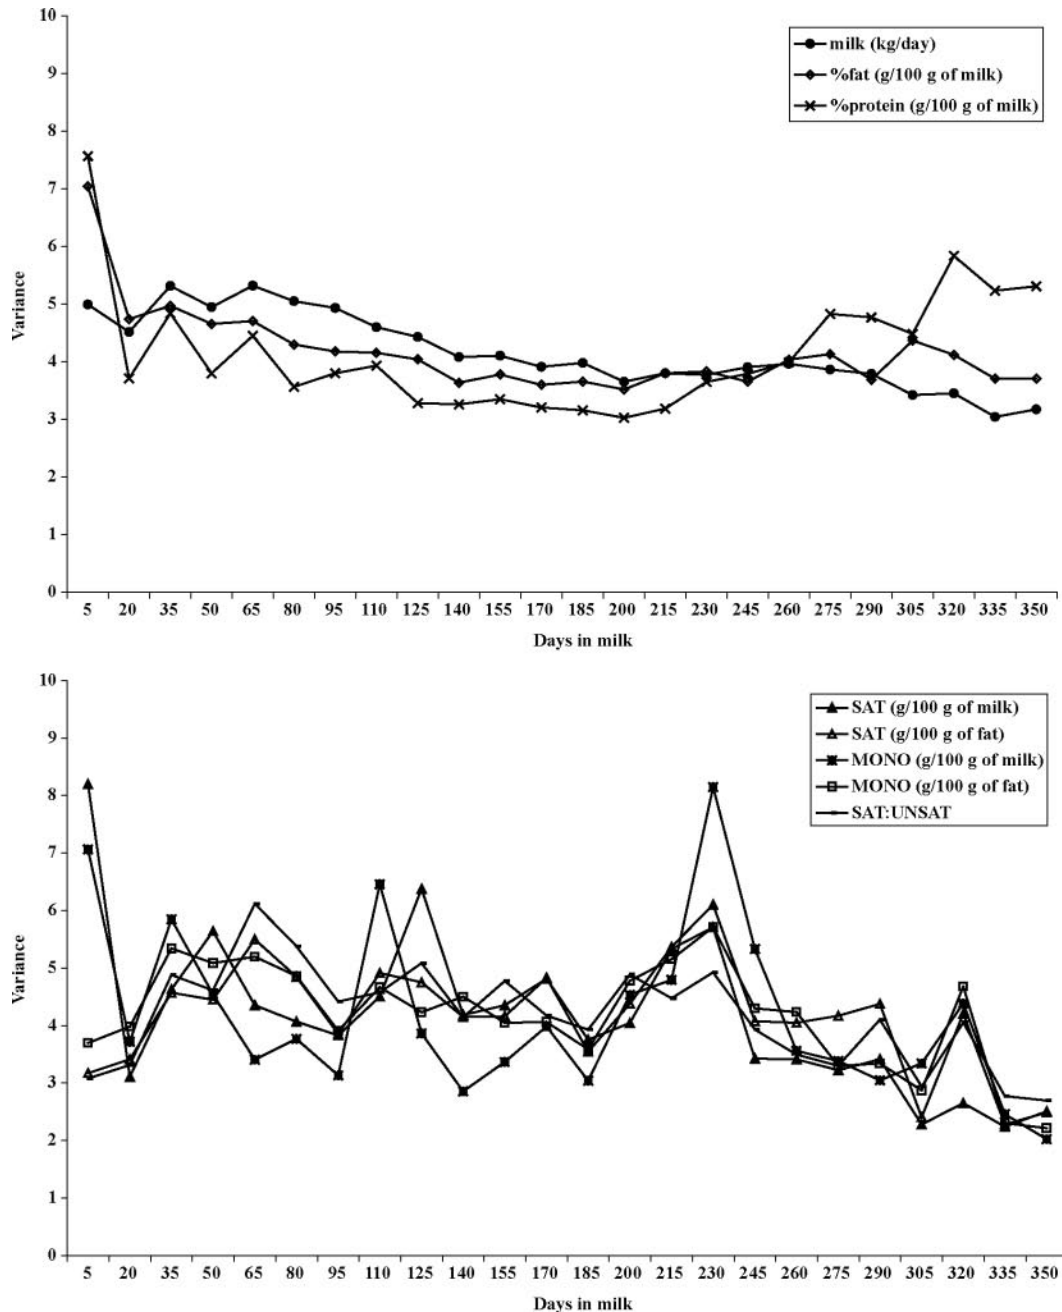 10
9
8
7
6
5
4
3
2
1
0
Variance
milk (kg/day)
%fat (g/100 g of milk)
%protein (g/100 g of milk)
5 20 35 50 65 80 95 110 125 140 155 170 185 200 215 230 245 260 275 290 305 320 335 350
Days in milk
10
9
8
7
6
5
4
3
2
1
0
Variance
SAT (g/100 g of milk)
SAT (g/100 g of fat)
MONO (g/100 g of milk)
MONO (g/100 g of fat)
SAT:UNSAT
5 20 35 50 65 80 95 110 125 140 155 170 185 200 215 230 245 260 275 290 305 320 335 350
Days in milk